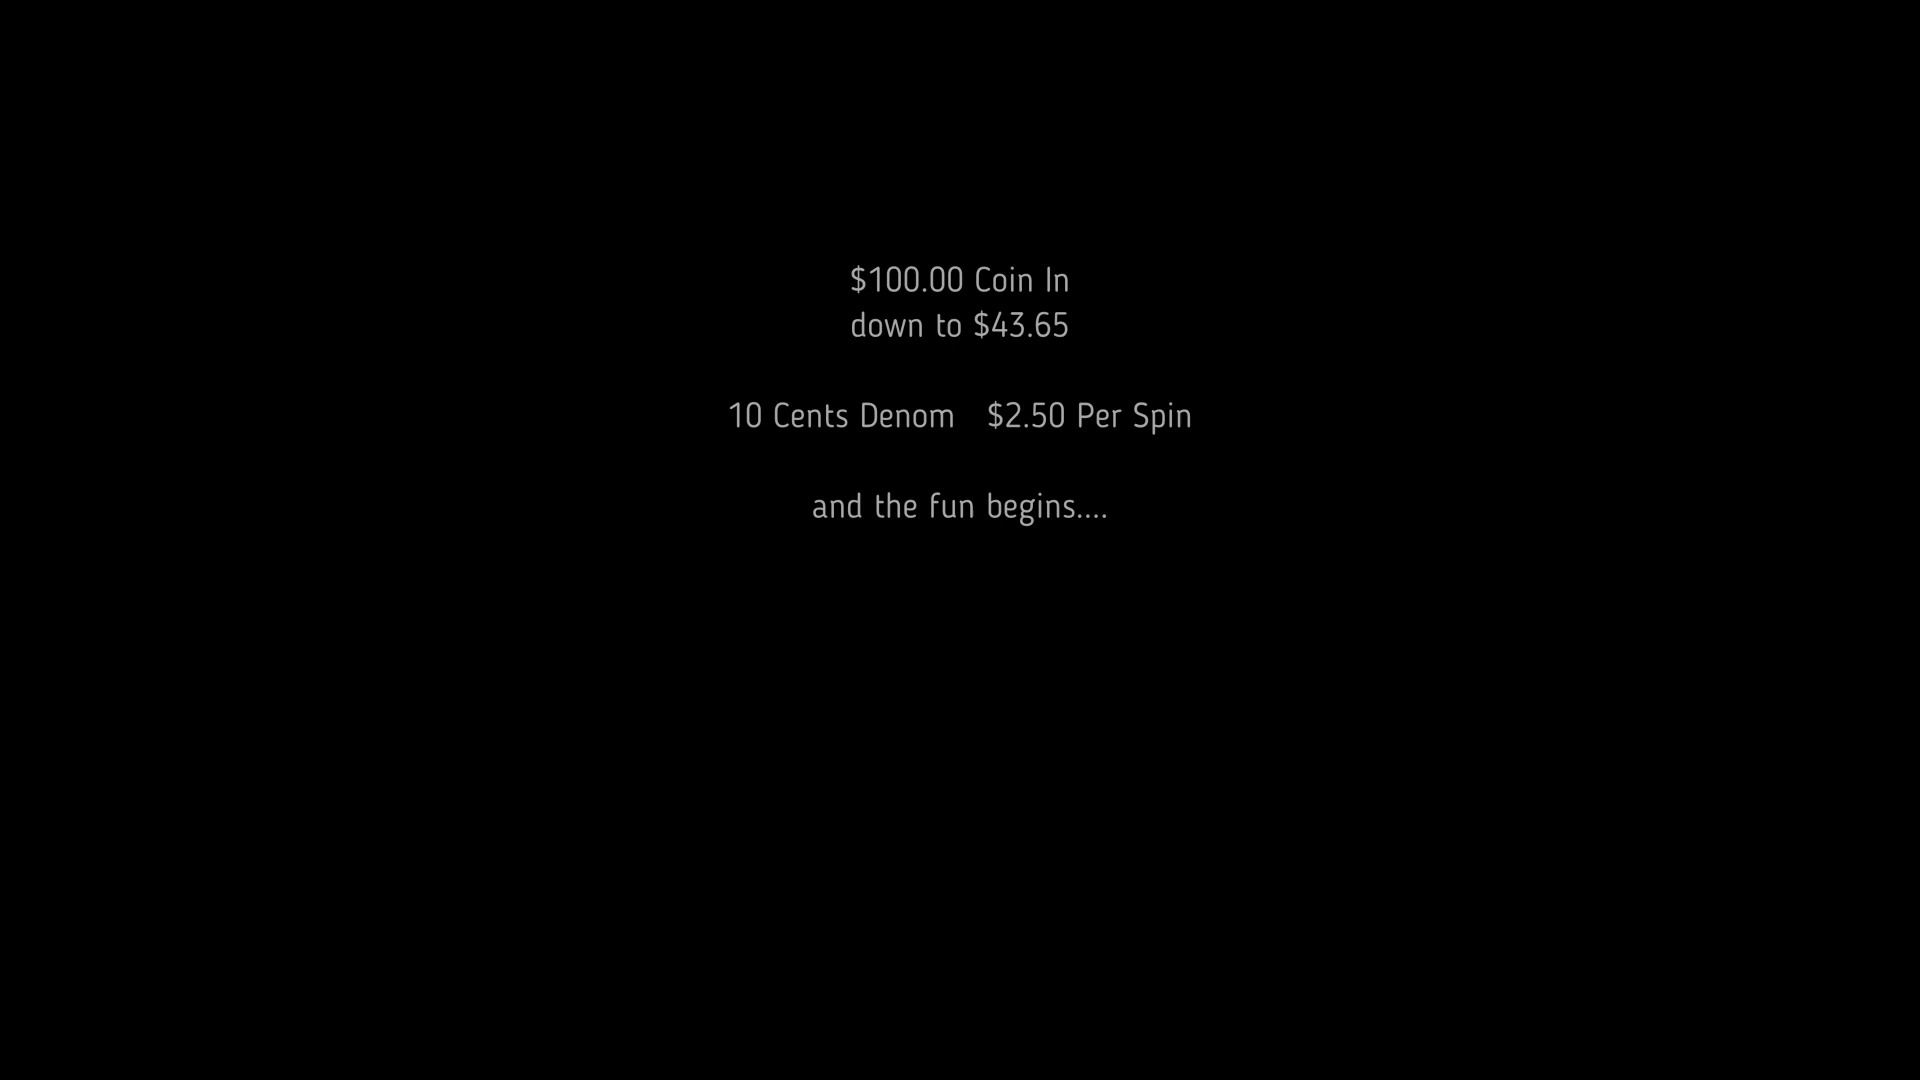 $100.00 Coin In
down to $43.65
10 Cents Denom $2.50 Per Spin
and the fun begins....